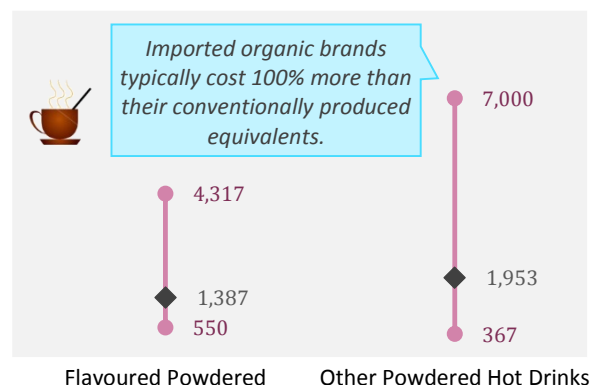 Imported organic brands
typically cost 100% more than
their conventionally produced
equivalents.
7,000
4,317
1,953
1,387
550
367
Flavoured Powdered
Other Powdered Hot Drinks